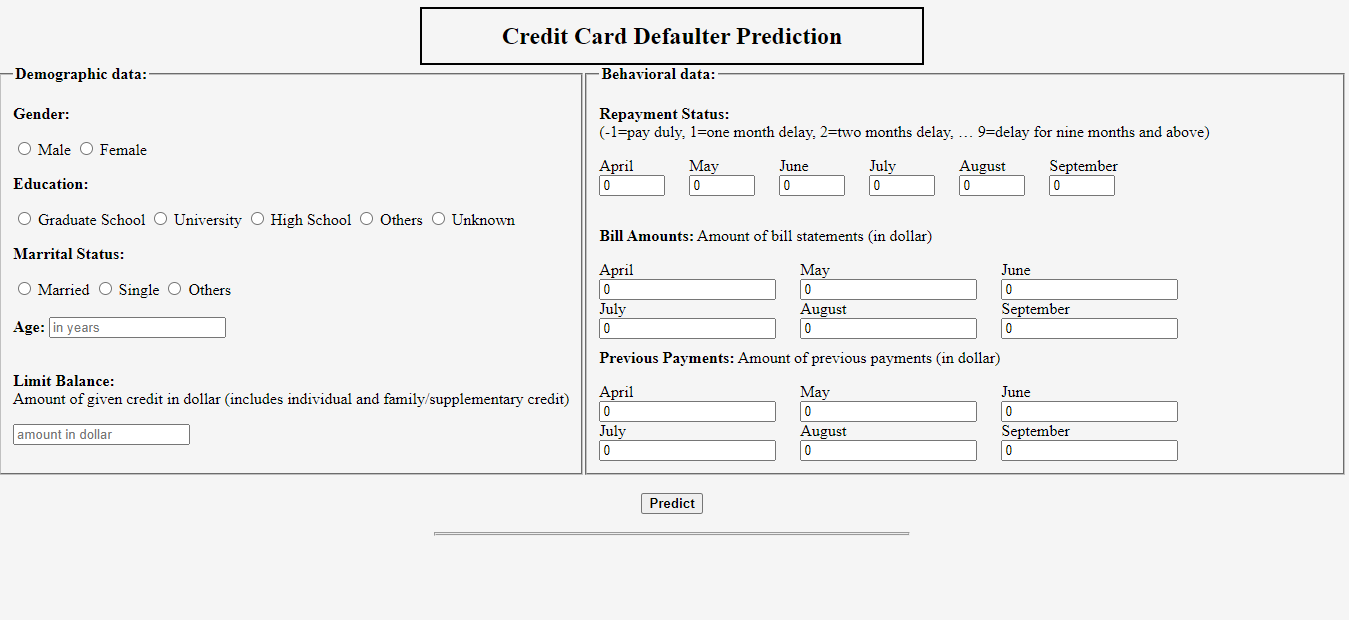 Credit Card Defaulter Prediction
Demographic data:
Gender:
Male Female
Education:
Graduate School University High School Others Unknown
Marrital Status:
Married Single Others
Age: in years
Limit Balance:
Amount of given credit in dollar (includes individual and family/supplementary credit)
amount in dollar
Behavioral data:
Repayment Status:
(-1=pay duly, 1=one month delay, 2=two months delay, … 9=delay for nine months and above)
April May June July August September
0 0 0 0 0 0
Bill Amounts: Amount of bill statements (in dollar)
April May June
0 0 0
July August September
0 0 0
Previous Payments: Amount of previous payments (in dollar)
April May June
0 0 0
July August September
0 0 0
Predict